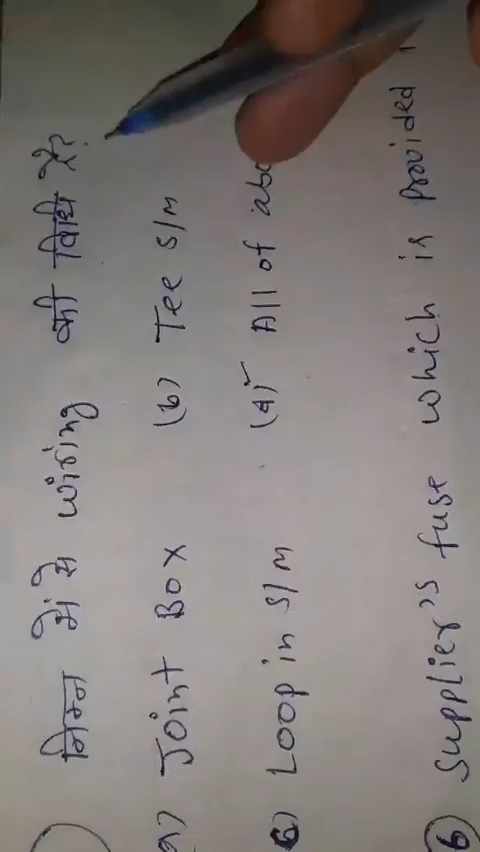 निम्न में से wiring की विधि है?
a) Joint Box (b) Tee s/m
c) Loop in s/m (d) All of abo
6 Supplier's fuse which is provided